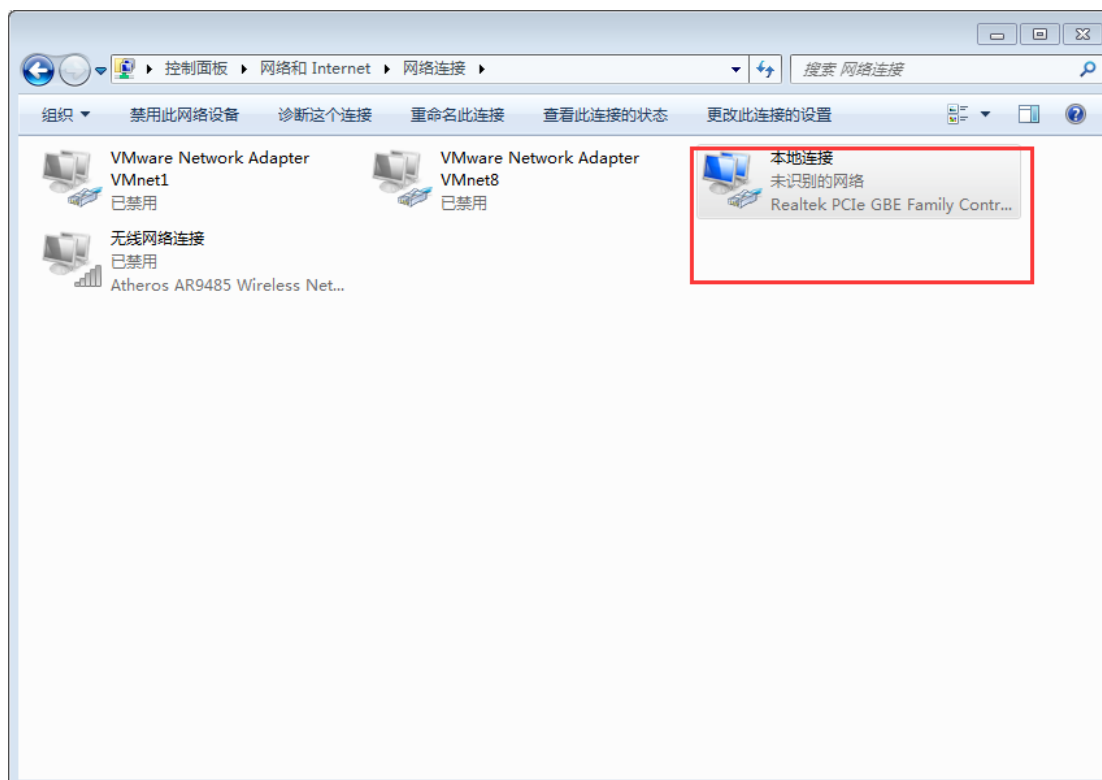 控制面板 网络和 Internet 网络连接 搜索 网络连接
组织 禁用此网络设备 诊断这个连接 重命名此连接 查看此连接的状态 更改此连接的设置
VMware Network Adapter
VMnet1
已禁用
VMware Network Adapter
VMnet8
已禁用
本地连接
未识别的网络
Realtek PCIe GBE Family Contr...
无线网络连接
已禁用
Atheros AR9485 Wireless Net...